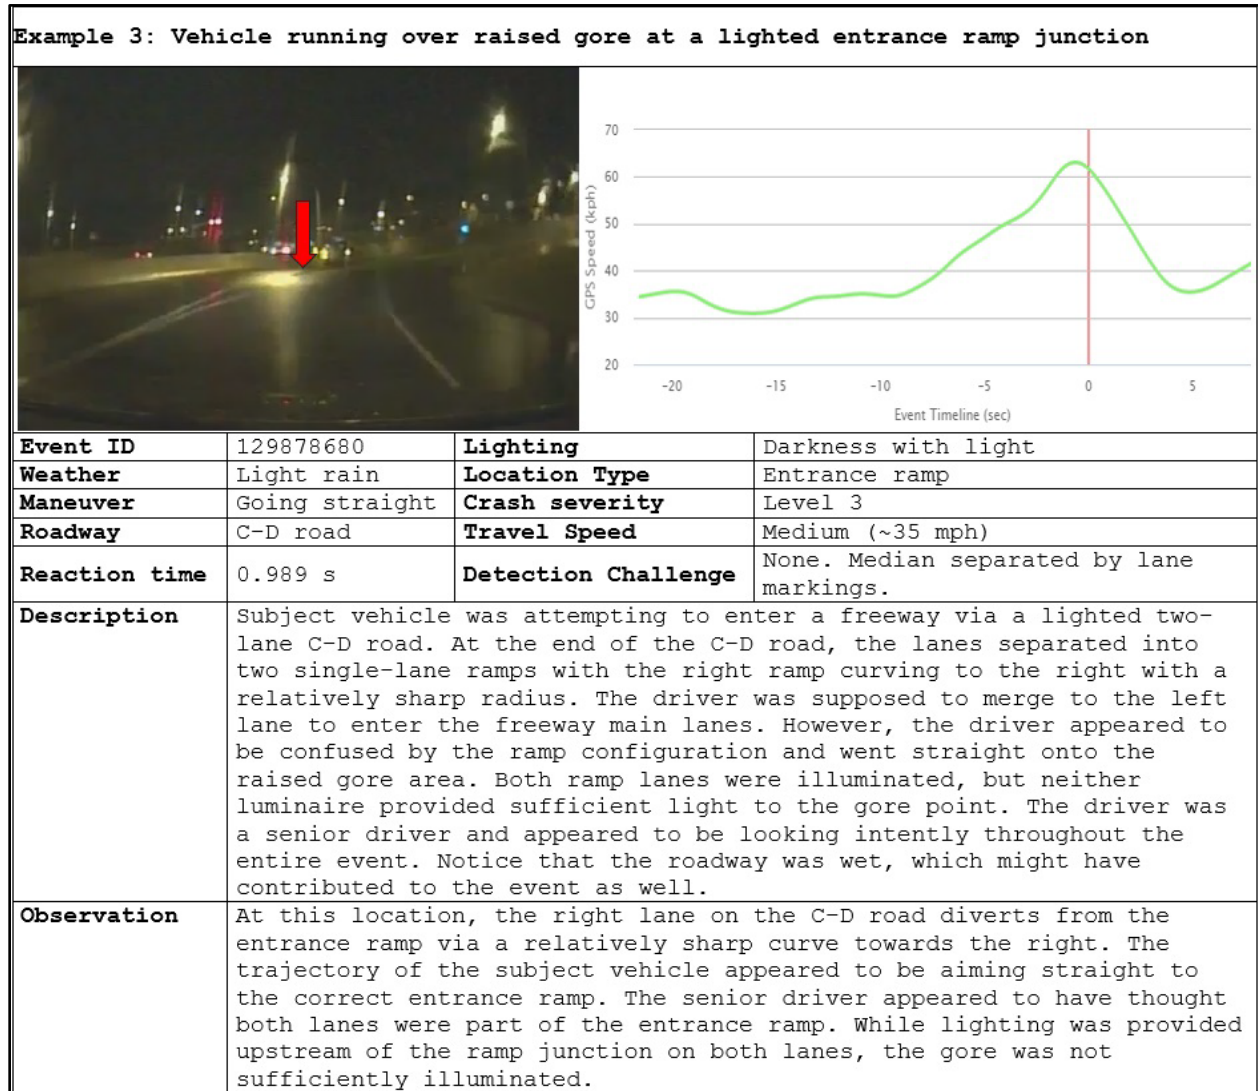 Example 3: Vehicle running over raised gore at a lighted entrance ramp junction
70
60
50
40
30
20
GPS Speed (kph)
-20 -15 -10 -5 0 5
Event Timeline (sec)
Event ID 129878680 Lighting Darkness with light
Weather Light rain Location Type Entrance ramp
Maneuver Going straight Crash severity Level 3
Roadway C-D road Travel Speed Medium (~35 mph)
Reaction time 0.989 s Detection Challenge None. Median separated by lane
markings.
Description Subject vehicle was attempting to enter a freeway via a lighted two-
lane C-D road. At the end of the C-D road, the lanes separated into
two single-lane ramps with the right ramp curving to the right with a
relatively sharp radius. The driver was supposed to merge to the left
lane to enter the freeway main lanes. However, the driver appeared to
be confused by the ramp configuration and went straight onto the
raised gore area. Both ramp lanes were illuminated, but neither
luminaire provided sufficient light to the gore point. The driver was
a senior driver and appeared to be looking intently throughout the
entire event. Notice that the roadway was wet, which might have
contributed to the event as well.
Observation At this location, the right lane on the C-D road diverts from the
entrance ramp via a relatively sharp curve towards the right. The
trajectory of the subject vehicle appeared to be aiming straight to
the correct entrance ramp. The senior driver appeared to have thought
both lanes were part of the entrance ramp. While lighting was provided
upstream of the ramp junction on both lanes, the gore was not
sufficiently illuminated.